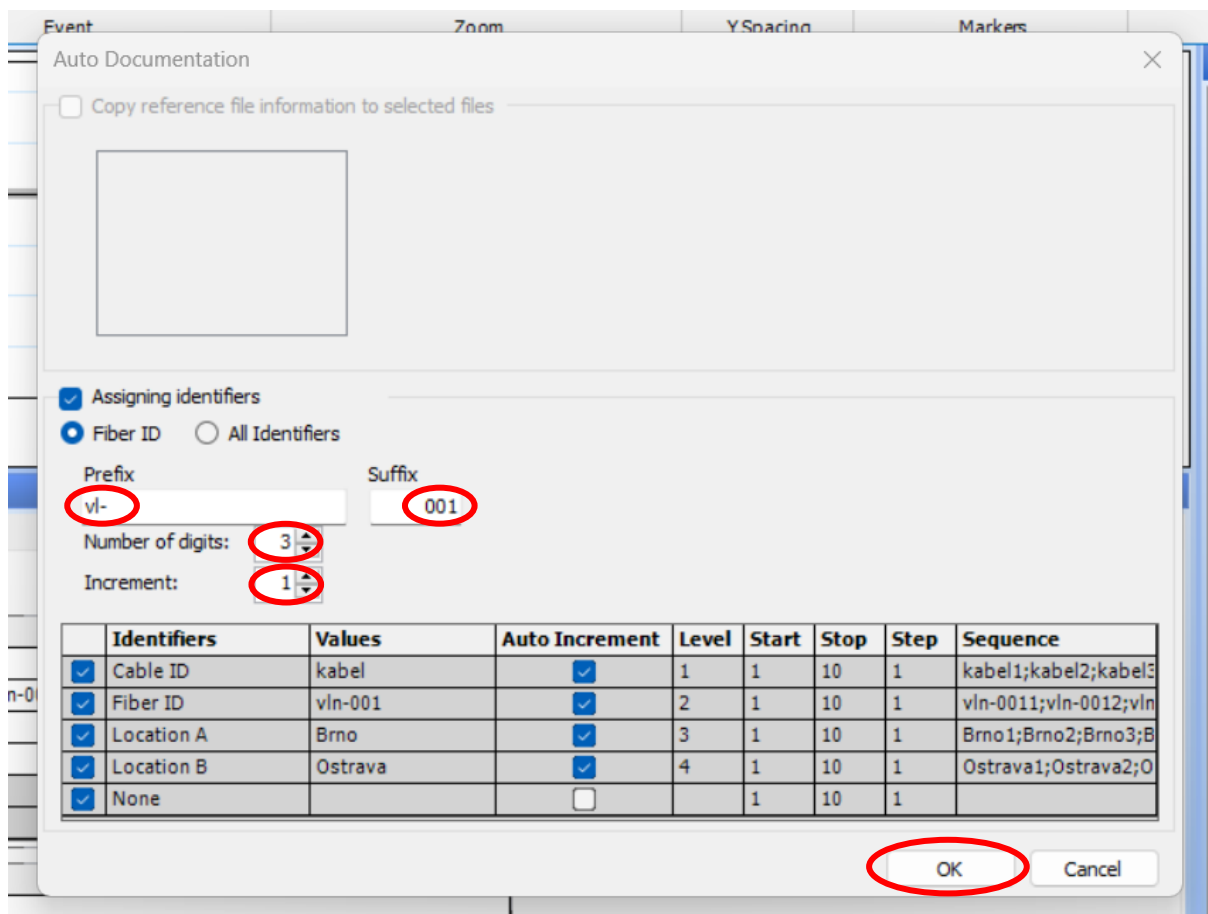 Event Zoom Y Spacing Markers
Auto Documentation
Copy reference file information to selected files
Assigning identifiers
Fiber ID All Identifiers
Prefix Suffix
vl- 001
Number of digits: 3
Increment: 1
Identifiers Values Auto Increment Level Start Stop Step Sequence
Cable ID kabel 1 1 10 1 kabel1;kabel2;kabel3
Fiber ID vln-001 2 1 10 1 vln-0011;vln-0012;vln
Location A Brno 3 1 10 1 Brno1;Brno2;Brno3;B
Location B Ostrava 4 1 10 1 Ostrava1;Ostrava2;O
None 1 10 1
OK Cancel